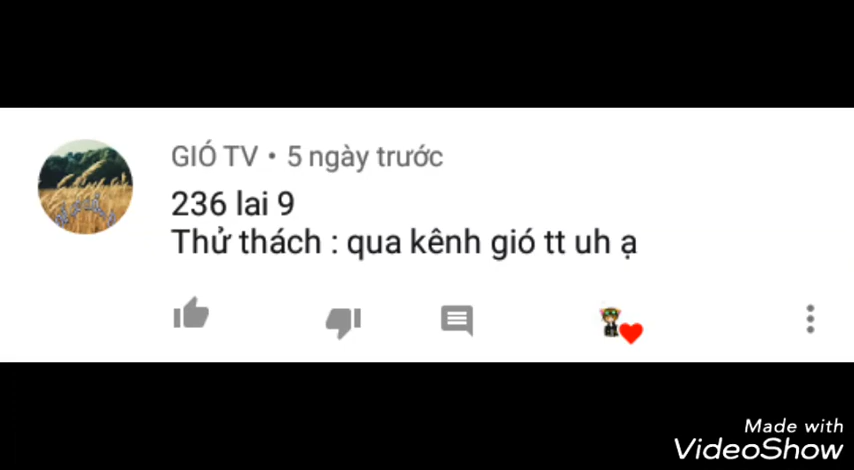 GIÓ TV • 5 ngày trước
236 lai 9
Thử thách : qua kênh gió tt uh ạ
Made with
VideoShow